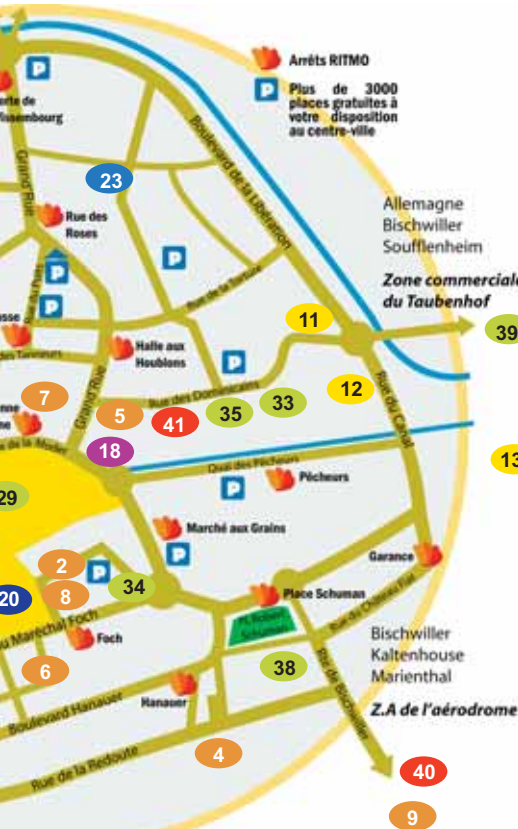 Arrêts RITMO
P
Plus de 3000
places gratuites à
votre disposition
au centre-ville
P
Grand Rue
Boulevard de la Libération
23
Allemagne
Bischwiller
Soufflenheim
Zone commerciale
du Taubenhof
39
Rue des
Roses
P
P
P
Rue de la Tortue
11
Halle aux
Houblons
P
12
Rue du Canal
7
Grand Rue
5
Rue des Dominicains
41
35
33
18
13
Quai des Pêcheurs
P
Pêcheurs
29
Marché aux Grains
P
Garance
2
P
34
20
8
Place Schuman
Pl. Robert
Schuman
Rue du Château Fiat
Maréchal Foch
Foch
38
Bischwiller
Kaltenhouse
Marienthal
Z.A de l'aérodrome
6
Hanauer
Boulevard Hanauer
Rte de Bischwiller
4
Rue de la Redoute
40
9